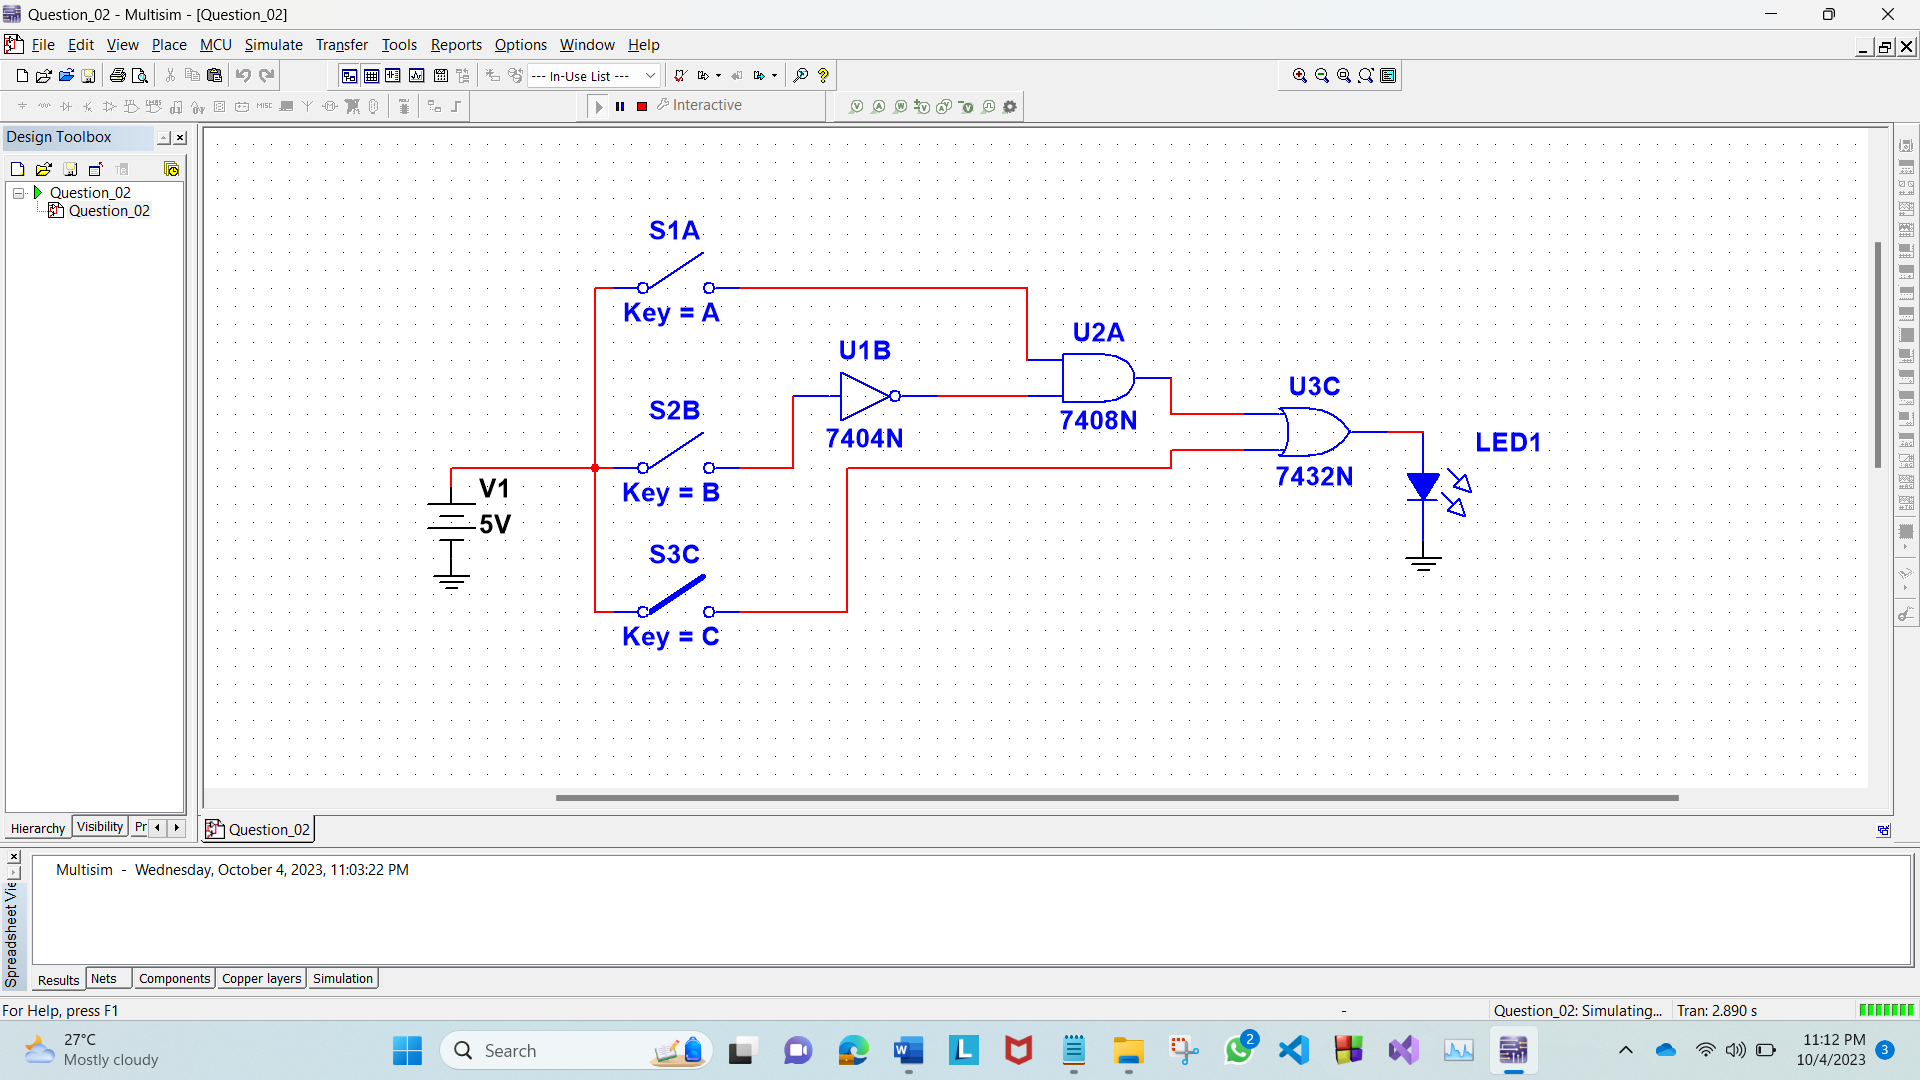 Question_02 - Multisim - [Question_02]
File Edit View Place MCU Simulate Transfer Tools Reports Options Window Help
--- In-Use List ---
Interactive
Design Toolbox
Question_02
Question_02
S1A
Key = A
U1B
7404N
S2B
Key = B
U2A
7408N
U3C
7432N
LED1
V1
5V
S3C
Key = C
Hierarchy Visibility Pr
Question_02
Multisim - Wednesday, October 4, 2023, 11:03:22 PM
Spreadsheet Vie
Results Nets Components Copper layers Simulation
For Help, press F1
-
Question_02: Simulating... Tran: 2.890 s
27°C
Mostly cloudy
Search
2
11:12 PM
10/4/2023
3